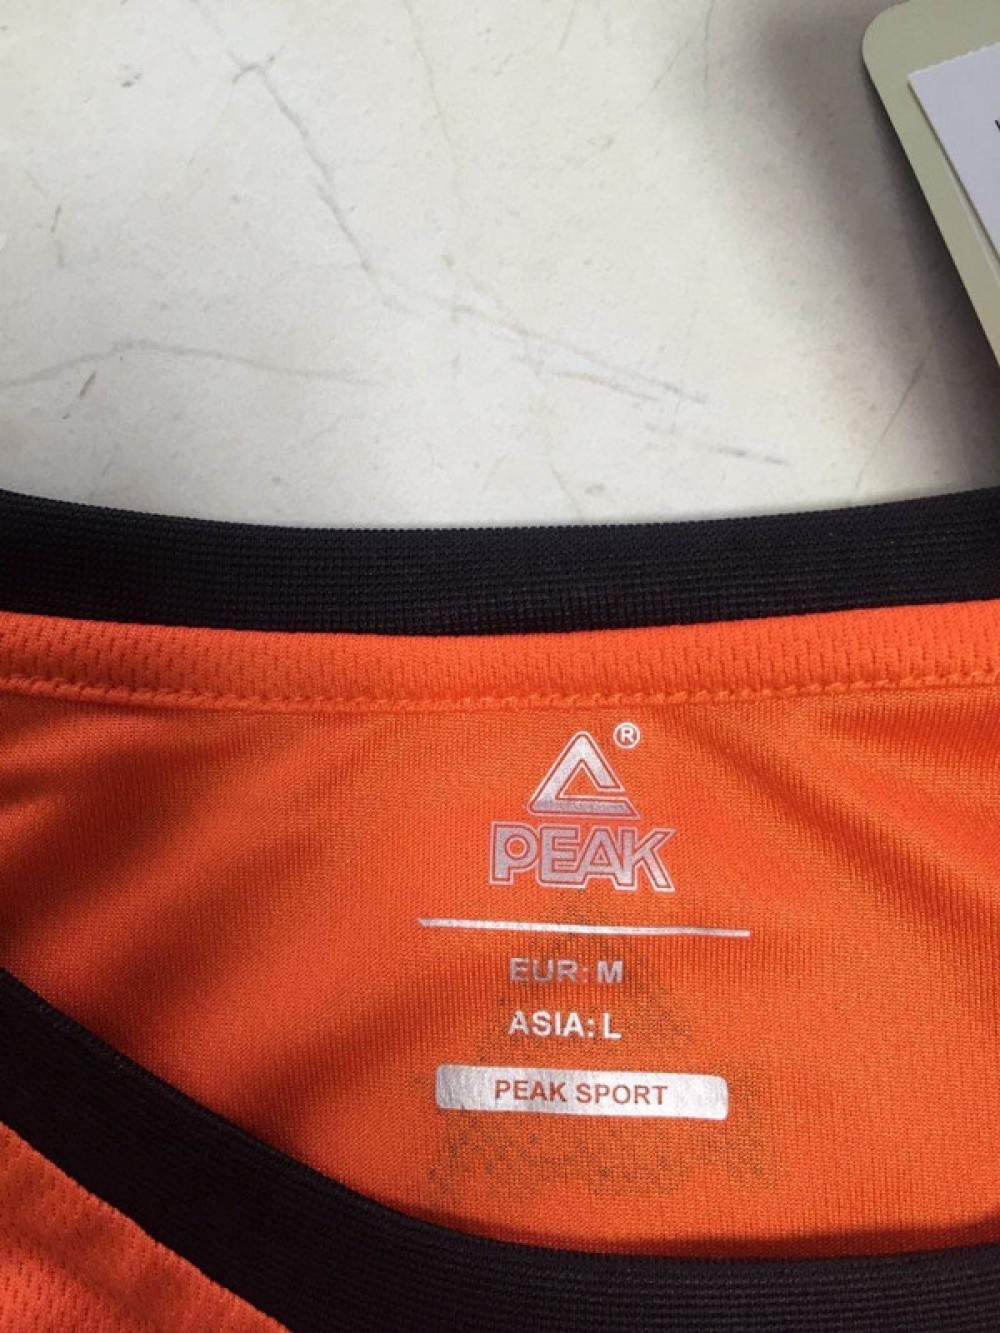 ®
PEAK
EUR: M
ASIA: L
PEAK SPORT